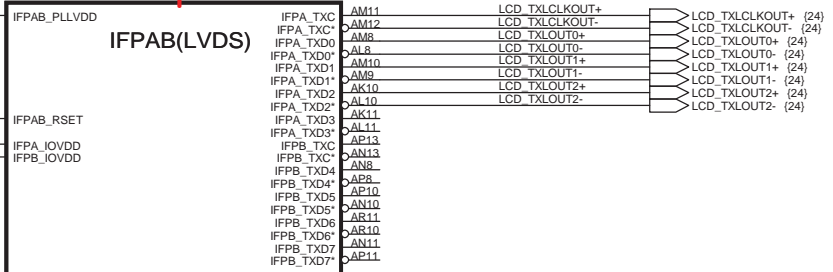 IFPAB_PLLVDD
IFPAB(LVDS)
IFPAB_RSET
IFPA_IOVDD
IFPB_IOVDD
IFPA_TXC AM11 LCD_TXLCLKOUT+ LCD_TXLCLKOUT+ {24}
IFPA_TXC* AM12 LCD_TXLCLKOUT- LCD_TXLCLKOUT- {24}
IFPA_TXD0 AM8 LCD_TXLOUT0+ LCD_TXLOUT0+ {24}
IFPA_TXD0* AL8 LCD_TXLOUT0- LCD_TXLOUT0- {24}
IFPA_TXD1 AM10 LCD_TXLOUT1+ LCD_TXLOUT1+ {24}
IFPA_TXD1* AM9 LCD_TXLOUT1- LCD_TXLOUT1- {24}
IFPA_TXD2 AK10 LCD_TXLOUT2+ LCD_TXLOUT2+ {24}
IFPA_TXD2* AL10 LCD_TXLOUT2- LCD_TXLOUT2- {24}
IFPA_TXD3 AK11
IFPA_TXD3* AL11
IFPB_TXC AP13
IFPB_TXC* AN13
IFPB_TXD4 AN8
IFPB_TXD4* AP8
IFPB_TXD5 AP10
IFPB_TXD5* AN10
IFPB_TXD6 AR11
IFPB_TXD6* AR10
IFPB_TXD7 AN11
IFPB_TXD7* AP11